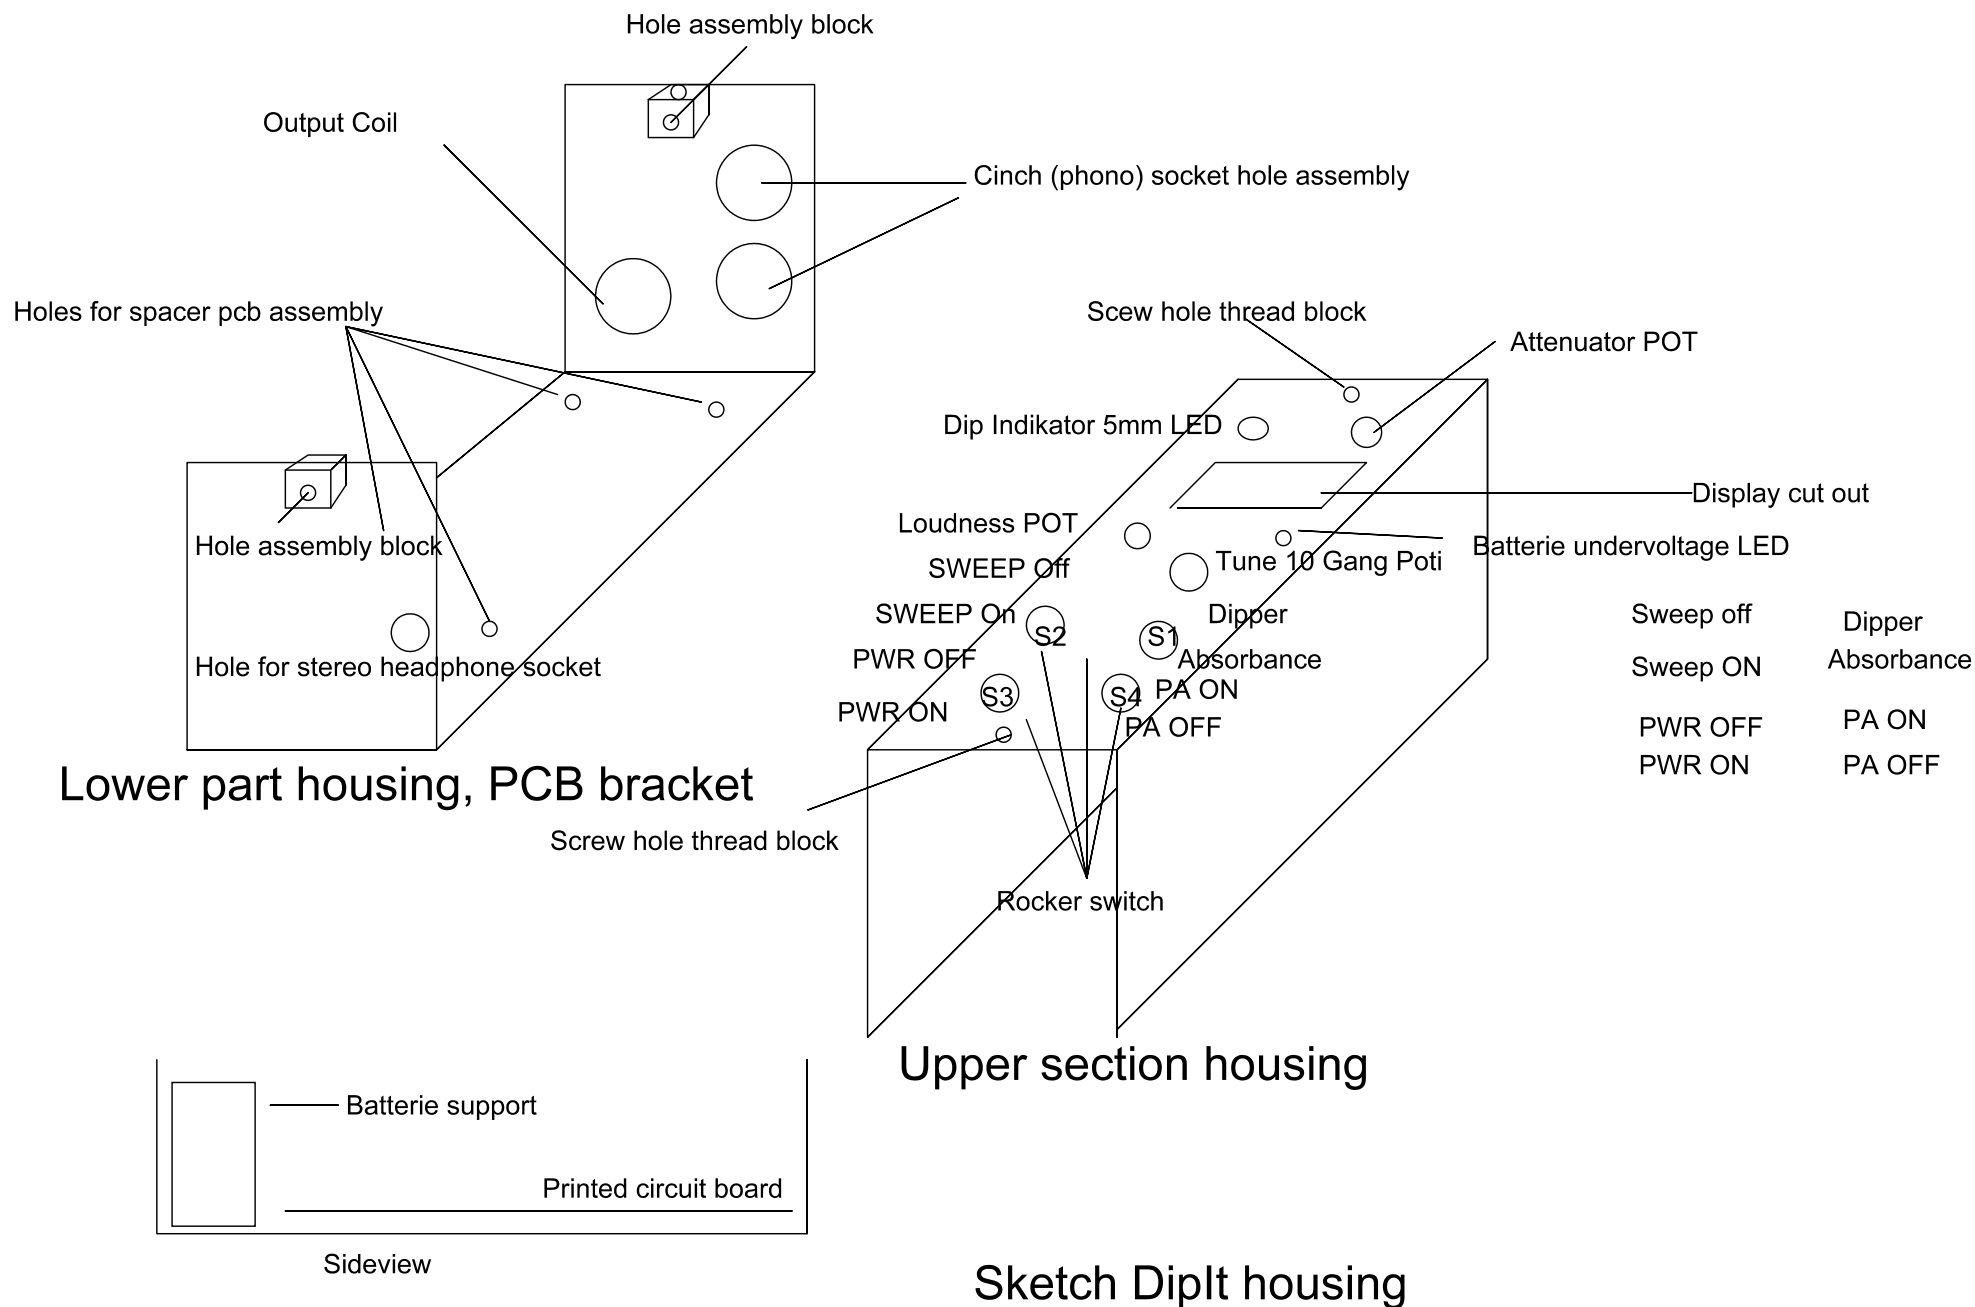 Hole assembly block
Output Coil
Cinch (phono) socket hole assembly
Holes for spacer pcb assembly
Scew hole thread block
Attenuator POT
Dip Indikator 5mm LED
Display cut out
Loudness POT
Hole assembly block
Batterie undervoltage LED
Tune 10 Gang Poti
SWEEP Off
SWEEP On
Dipper
S2
S1
Sweep off
Dipper
Hole for stereo headphone socket
PWR OFF
Absorbance
Sweep ON
Absorbance
S3
S4
PA ON
PWR ON
PA OFF
PWR OFF
PA ON
PWR ON
PA OFF
Lower part housing, PCB bracket
Screw hole thread block
Rocker switch
Upper section housing
Batterie support
Printed circuit board
Sideview
Sketch DipIt housing